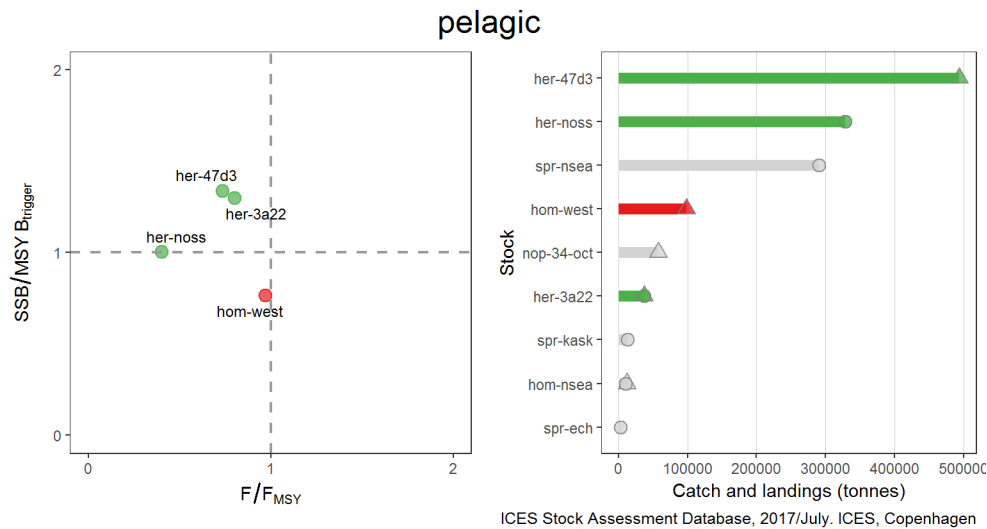 pelagic
SSB/MSY B_trigger
2
1
0
her-47d3
her-3a22
her-noss
hom-west
0 1 2
F/F_MSY
Stock
her-47d3
her-noss
spr-nsea
hom-west
nop-34-oct
her-3a22
spr-kask
hom-nsea
spr-ech
0 100000 200000 300000 400000 500000
Catch and landings (tonnes)
ICES Stock Assessment Database, 2017/July. ICES, Copenhagen